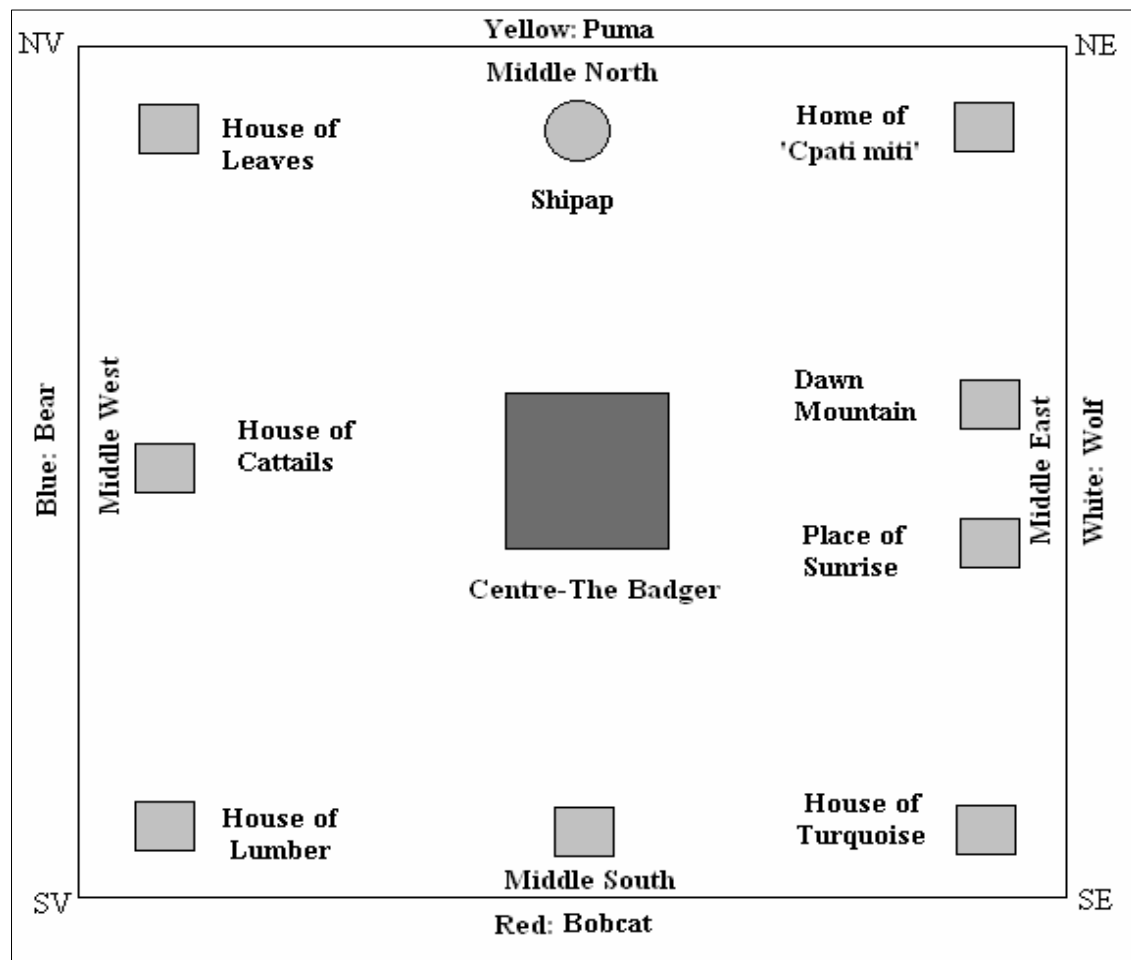 Yellow: Puma
NV
NE
Middle North
House of
Leaves
Shipap
Home of
'Cpati miti'
Blue: Bear
Middle West
House of
Cattails
Dawn
Mountain
Middle East
White: Wolf
Place of
Sunrise
Centre-The Badger
House of
Lumber
House of
Turquoise
Middle South
SV
SE
Red: Bobcat